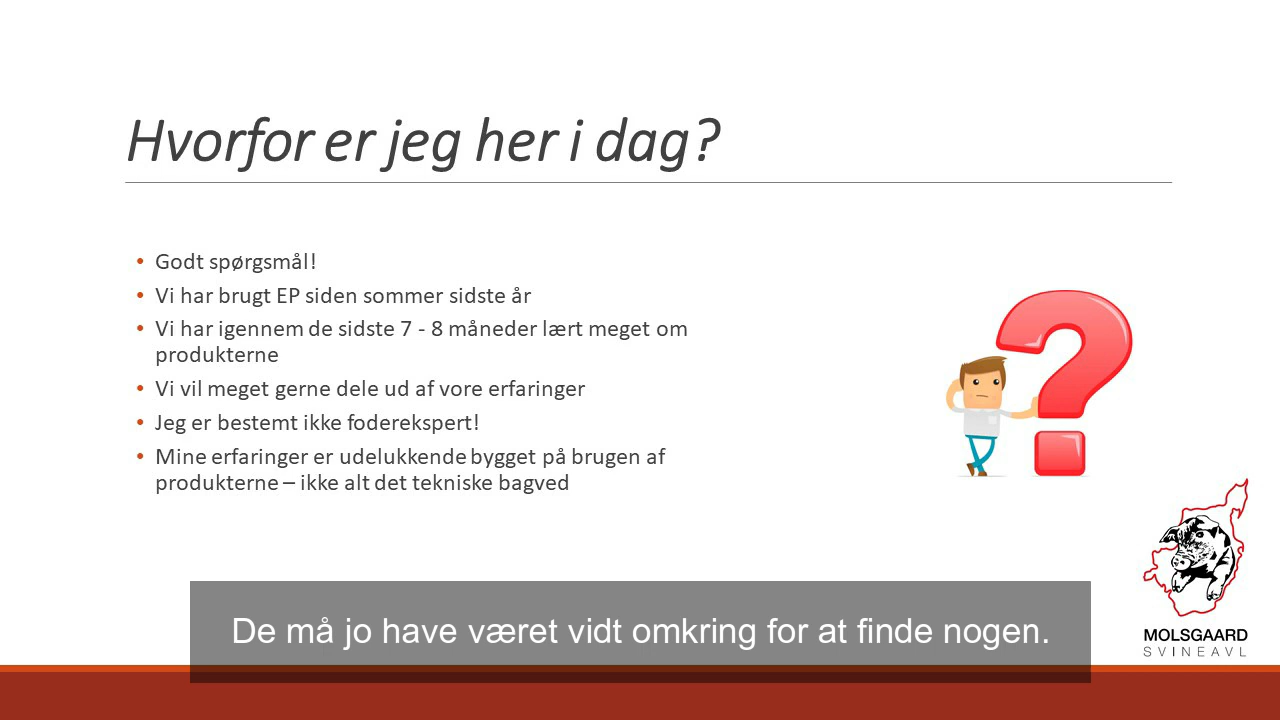 Hvorfor er jeg her i dag?
• Godt spørgsmål!
• Vi har brugt EP siden sommer sidste år
• Vi har igennem de sidste 7 - 8 måneder lært meget om
produkterne
• Vi vil meget gerne dele ud af vore erfaringer
• Jeg er bestemt ikke foderekspert!
• Mine erfaringer er udelukkende bygget på brugen af
produkterne – ikke alt det tekniske bagved
?
De må jo have været vidt omkring for at finde nogen.
MOLSGAARD
SVINEAVL